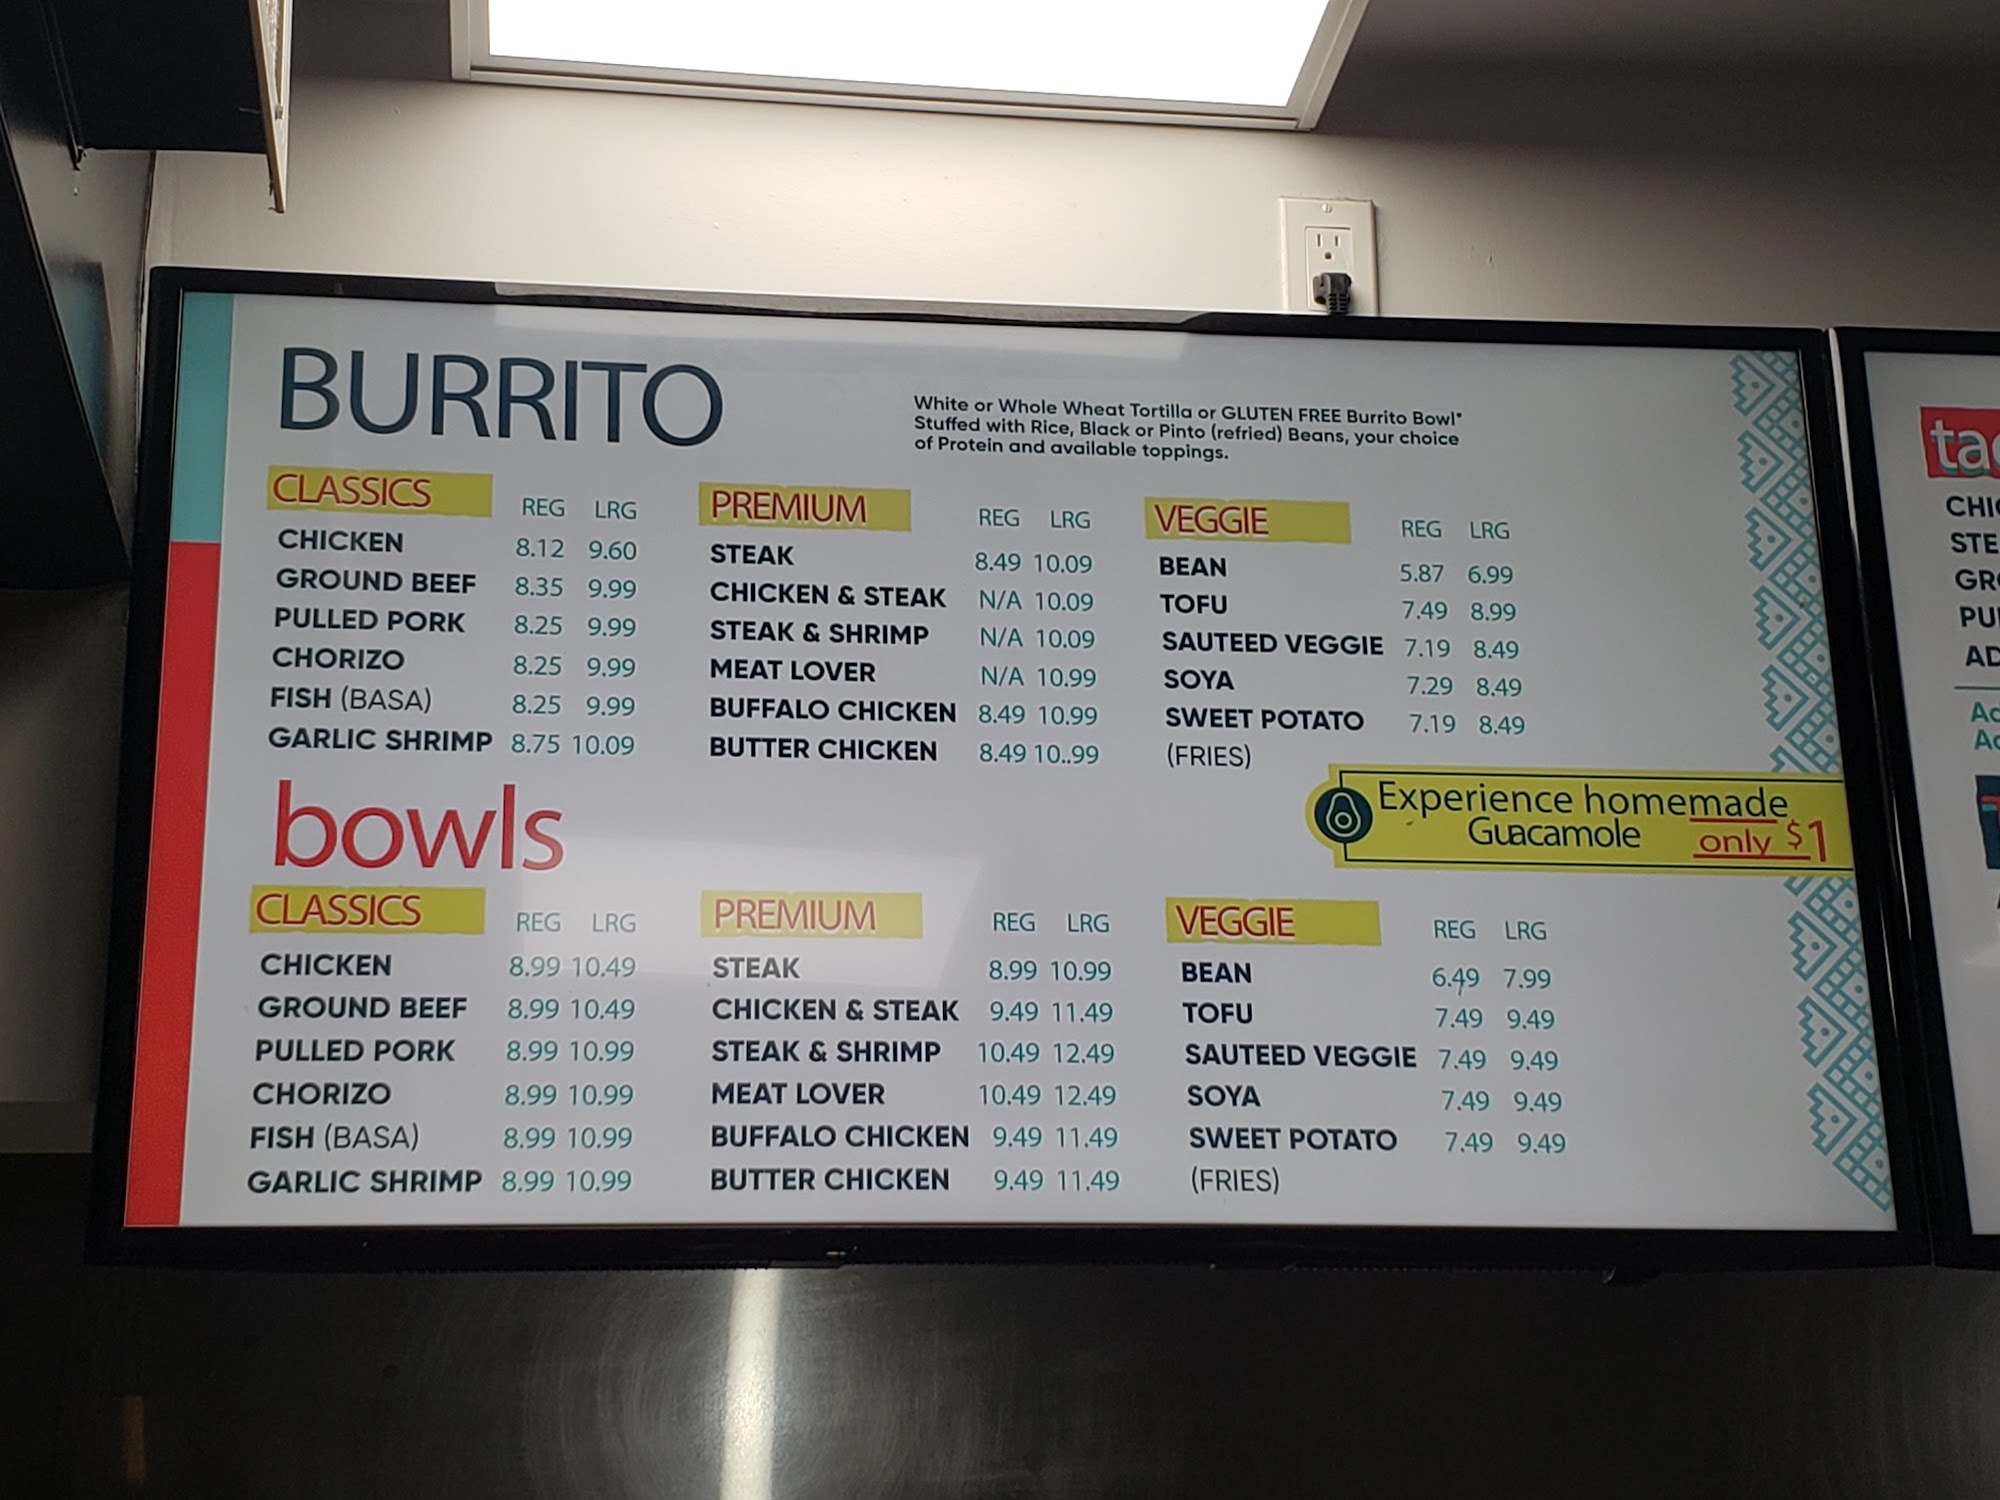 BURRITO
White or Whole Wheat Tortilla or GLUTEN FREE Burrito Bowl*
Stuffed with Rice, Black or Pinto (refried) Beans, your choice
of Protein and available toppings.
CLASSICS REG LRG
CHICKEN 8.12 9.60
GROUND BEEF 8.35 9.99
PULLED PORK 8.25 9.99
CHORIZO 8.25 9.99
FISH (BASA) 8.25 9.99
GARLIC SHRIMP 8.75 10.09
PREMIUM REG LRG
STEAK 8.49 10.09
CHICKEN & STEAK N/A 10.09
STEAK & SHRIMP N/A 10.09
MEAT LOVER N/A 10.99
BUFFALO CHICKEN 8.49 10.99
BUTTER CHICKEN 8.49 10..99
VEGGIE REG LRG
BEAN 5.87 6.99
TOFU 7.49 8.99
SAUTEED VEGGIE 7.19 8.49
SOYA 7.29 8.49
SWEET POTATO 7.19 8.49
(FRIES)
Experience homemade
Guacamole only $1
bowls
CLASSICS REG LRG
CHICKEN 8.99 10.49
GROUND BEEF 8.99 10.49
PULLED PORK 8.99 10.99
CHORIZO 8.99 10.99
FISH (BASA) 8.99 10.99
GARLIC SHRIMP 8.99 10.99
PREMIUM REG LRG
STEAK 8.99 10.99
CHICKEN & STEAK 9.49 11.49
STEAK & SHRIMP 10.49 12.49
MEAT LOVER 10.49 12.49
BUFFALO CHICKEN 9.49 11.49
BUTTER CHICKEN 9.49 11.49
VEGGIE REG LRG
BEAN 6.49 7.99
TOFU 7.49 9.49
SAUTEED VEGGIE 7.49 9.49
SOYA 7.49 9.49
SWEET POTATO 7.49 9.49
(FRIES)